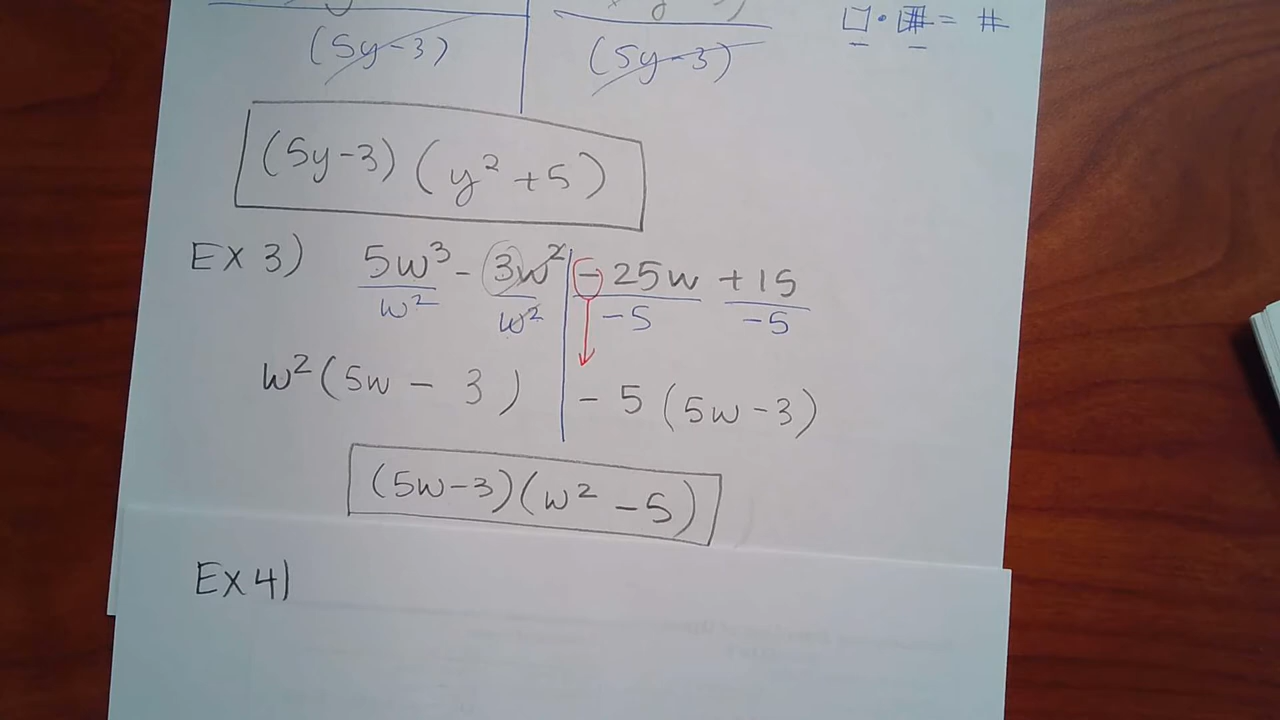 (5y-3) (5y-3)
□ · # = #
(5y-3) (y² + 5)
Ex 3) 5w³ - 3w² - 25w + 15
w² w² -5 -5
w² (5w - 3) - 5 (5w - 3)
(5w-3) (w² - 5)
Ex 4)